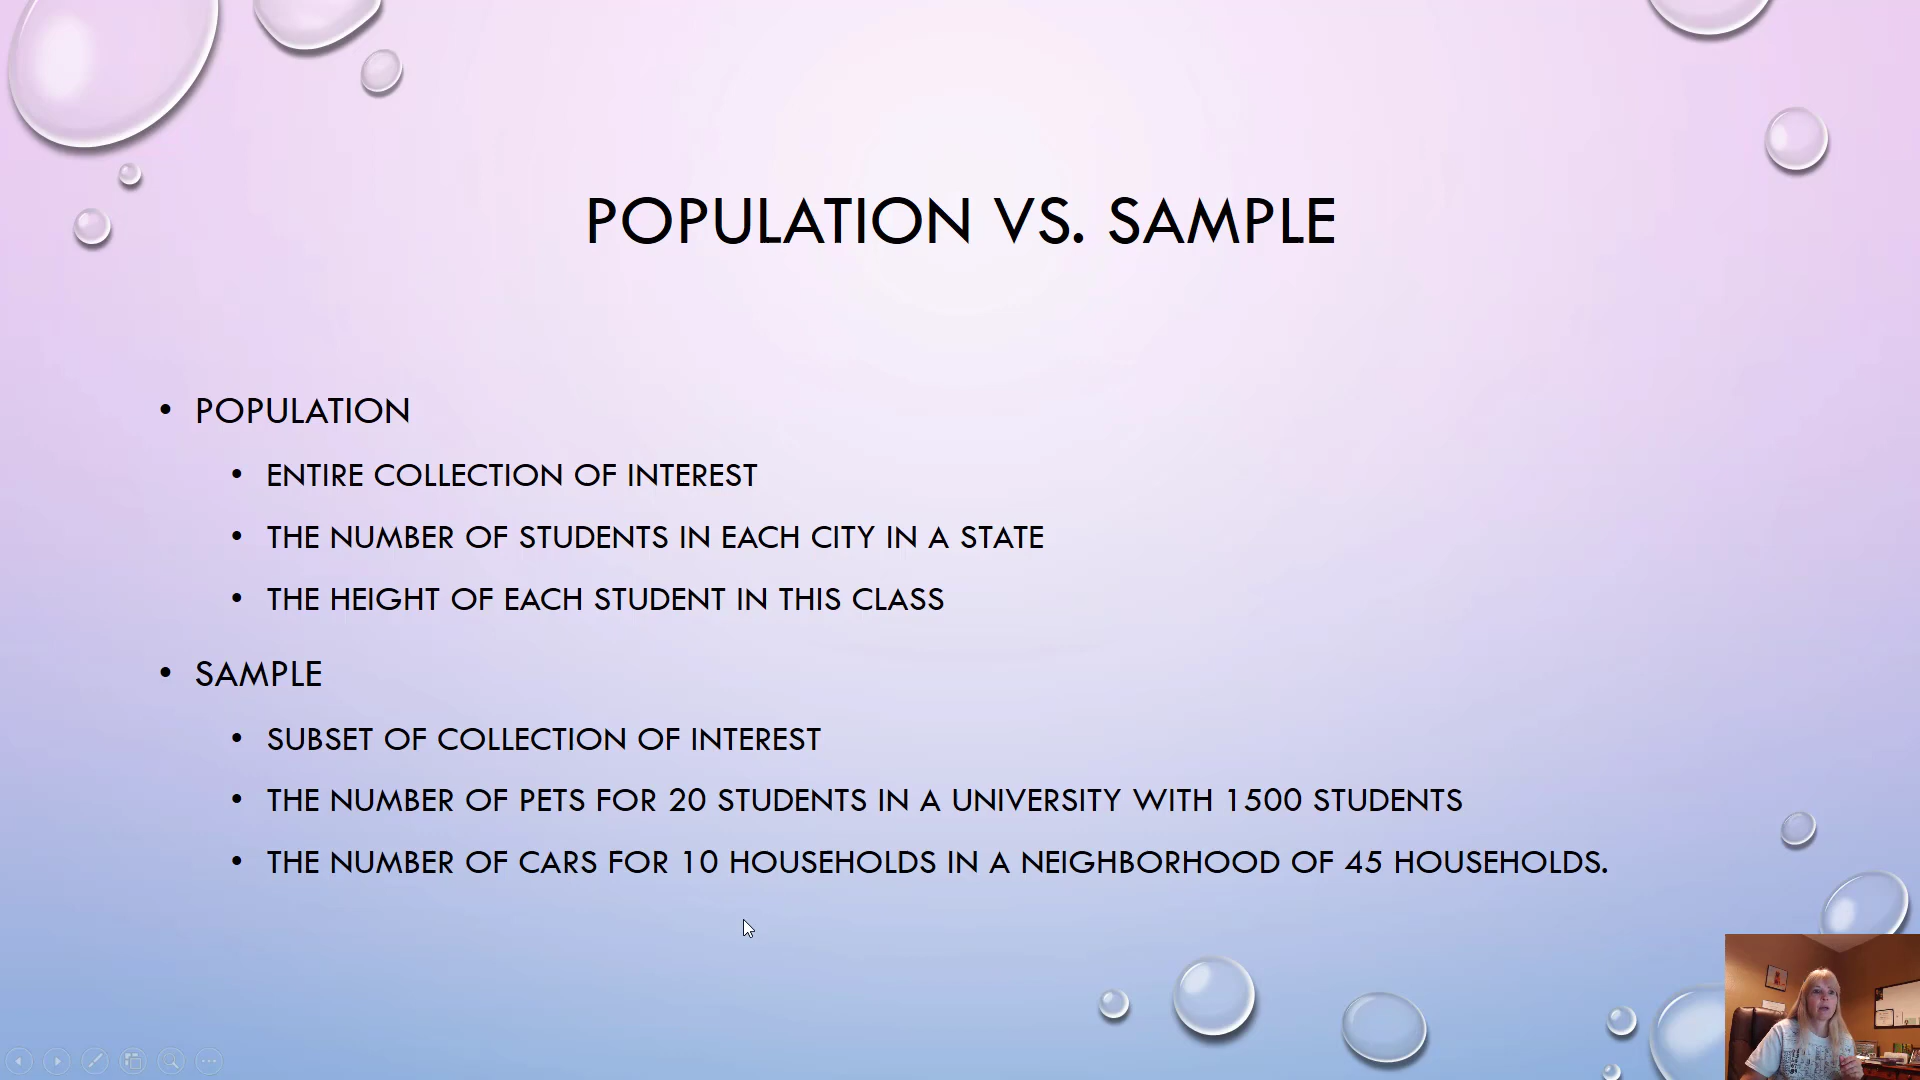 POPULATION VS. SAMPLE
• POPULATION
• ENTIRE COLLECTION OF INTEREST
• THE NUMBER OF STUDENTS IN EACH CITY IN A STATE
• THE HEIGHT OF EACH STUDENT IN THIS CLASS
• SAMPLE
• SUBSET OF COLLECTION OF INTEREST
• THE NUMBER OF PETS FOR 20 STUDENTS IN A UNIVERSITY WITH 1500 STUDENTS
• THE NUMBER OF CARS FOR 10 HOUSEHOLDS IN A NEIGHBORHOOD OF 45 HOUSEHOLDS.